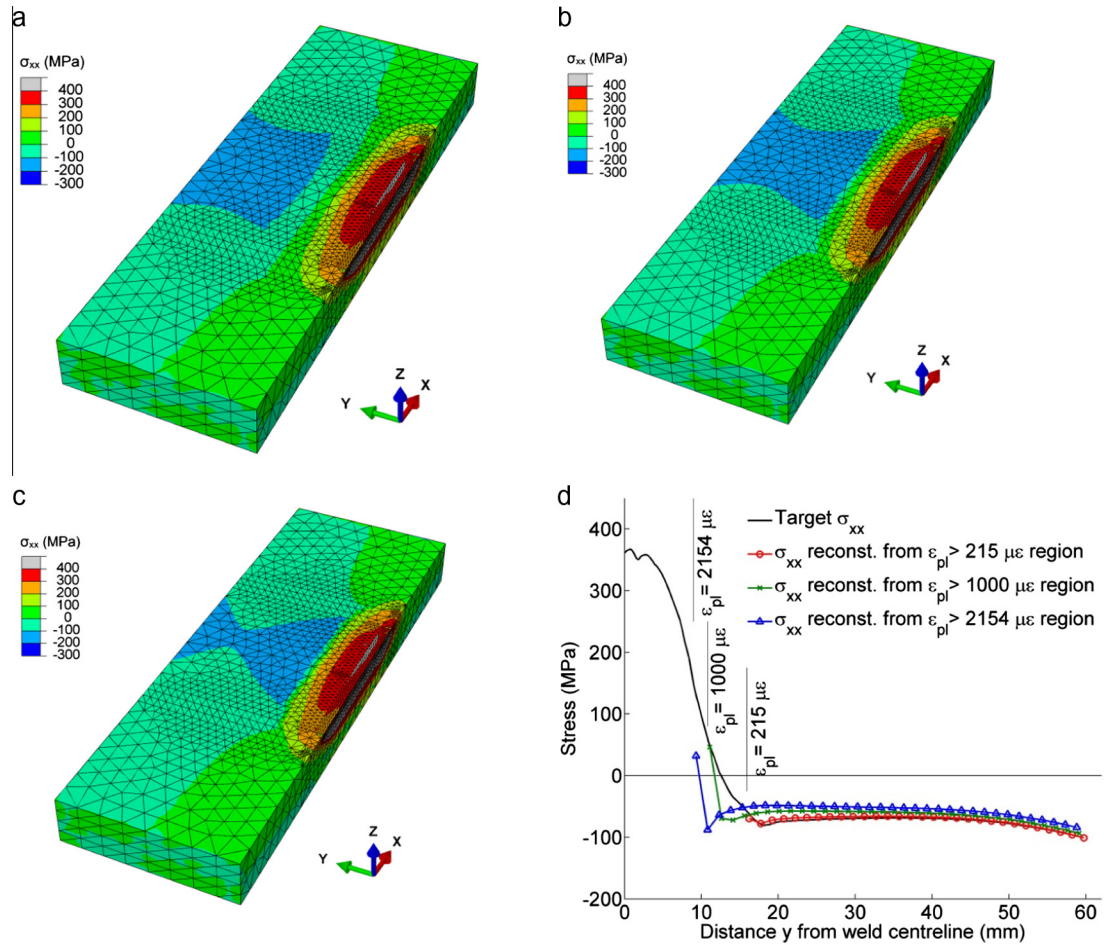 a
σxx (MPa)
400
300
200
100
0
-100
-200
-300
Z
X
Y
b
σxx (MPa)
400
300
200
100
0
-100
-200
-300
Z
X
Y
c
σxx (MPa)
400
300
200
100
0
-100
-200
-300
Z
X
Y
d
Target σxx
σxx reconst. from εpl> 215 µε region
σxx reconst. from εpl> 1000 µε region
σxx reconst. from εpl> 2154 µε region
εpl= 2154 µε
εpl= 1000 µε
εpl= 215 µε
Stress (MPa)
400
300
200
100
0
-100
-200
0 10 20 30 40 50 60
Distance y from weld centreline (mm)